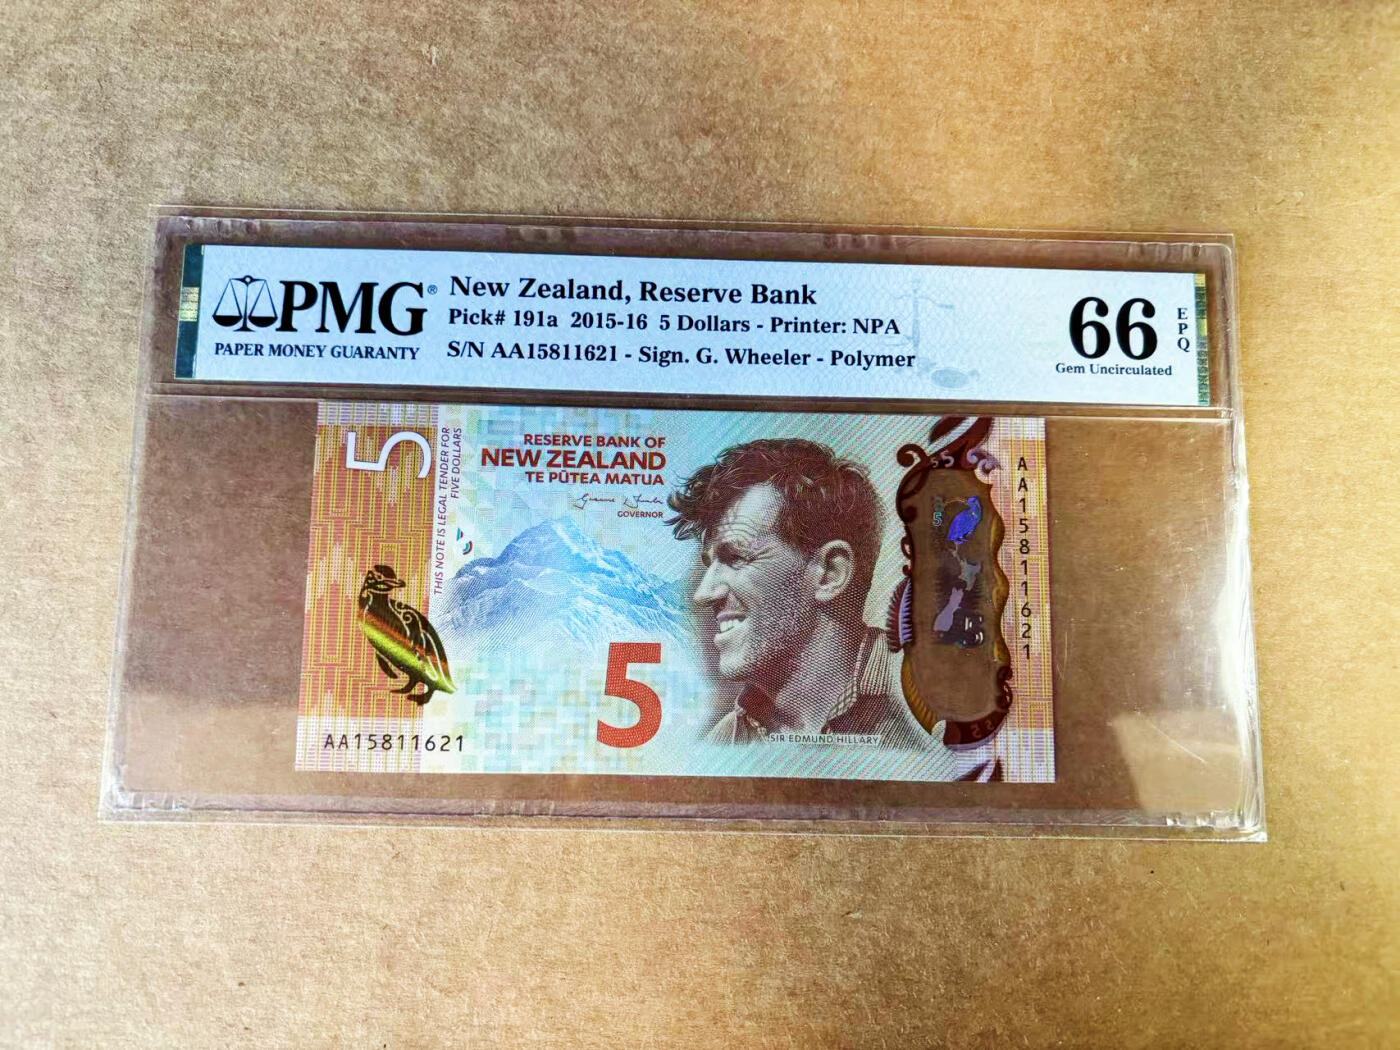 PMG®
PAPER MONEY GUARANTY
New Zealand, Reserve Bank
Pick# 191a 2015-16 5 Dollars - Printer: NPA
S/N AA15811621 - Sign. G. Wheeler - Polymer
66
EPQ
Gem Uncirculated
5
THIS NOTE IS LEGAL TENDER FOR
FIVE DOLLARS
RESERVE BANK OF
NEW ZEALAND
TE PŪTEA MATUA
GOVERNOR
5
SIR EDMUND HILLARY
AA15811621
AA15811621
5